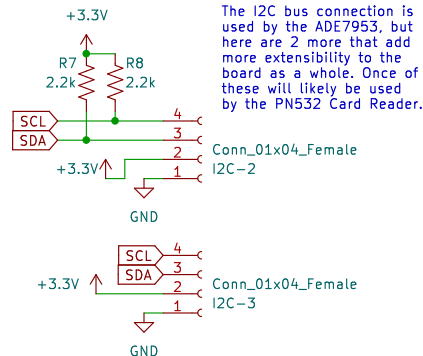 +3.3V
The I2C bus connection is
used by the ADE7953, but
here are 2 more that add
more extensibility to the
board as a whole. Once of
these will likely be used
by the PN532 Card Reader.
R7
2.2k
R8
2.2k
SCL
4
SDA
3
+3.3V
2
Conn_01x04_Female
1
I2C-2
GND
SCL
4
SDA
3
+3.3V
2
Conn_01x04_Female
1
I2C-3
GND